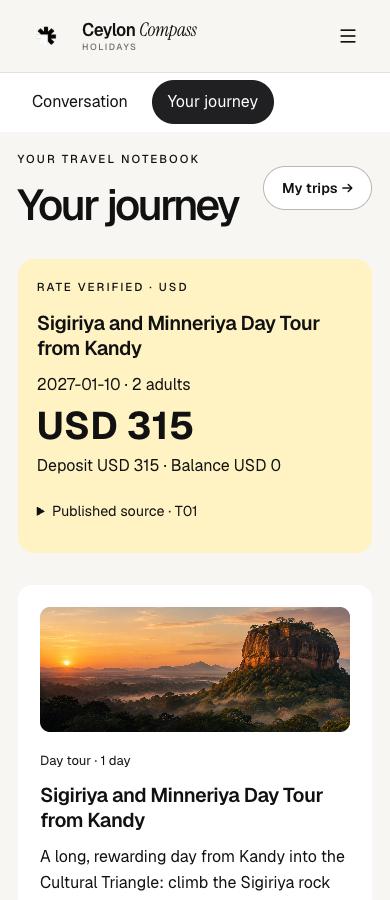 Ceylon Compass
HOLIDAYS
Conversation
Your journey
YOUR TRAVEL NOTEBOOK
Your journey
My trips →
RATE VERIFIED · USD
Sigiriya and Minneriya Day Tour
from Kandy
2027-01-10 · 2 adults
USD 315
Deposit USD 315 · Balance USD 0
▶ Published source · T01
Day tour · 1 day
Sigiriya and Minneriya Day Tour
from Kandy
A long, rewarding day from Kandy into the
Cultural Triangle: climb the Sigiriya rock